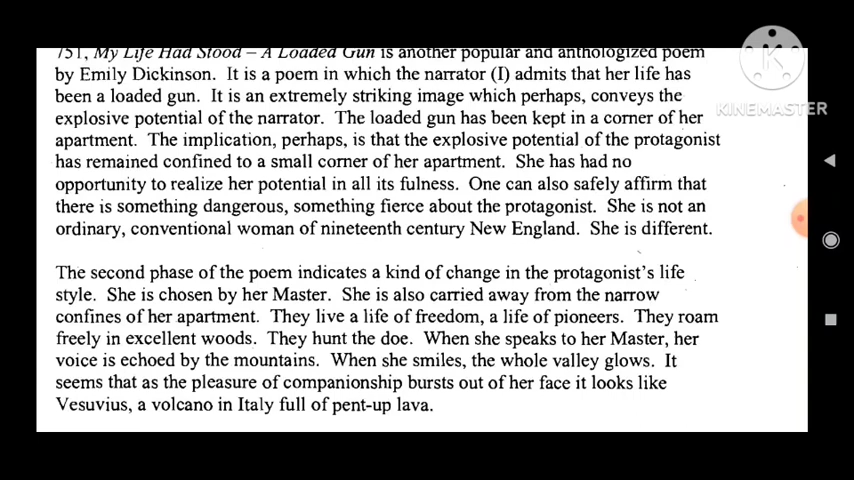 751, My Life Had Stood – A Loaded Gun is another popular and anthologized poem
by Emily Dickinson. It is a poem in which the narrator (I) admits that her life has
been a loaded gun. It is an extremely striking image which perhaps, conveys the
explosive potential of the narrator. The loaded gun has been kept in a corner of her
apartment. The implication, perhaps, is that the explosive potential of the protagonist
has remained confined to a small corner of her apartment. She has had no
opportunity to realize her potential in all its fulness. One can also safely affirm that
there is something dangerous, something fierce about the protagonist. She is not an
ordinary, conventional woman of nineteenth century New England. She is different.
The second phase of the poem indicates a kind of change in the protagonist's life
style. She is chosen by her Master. She is also carried away from the narrow
confines of her apartment. They live a life of freedom, a life of pioneers. They roam
freely in excellent woods. They hunt the doe. When she speaks to her Master, her
voice is echoed by the mountains. When she smiles, the whole valley glows. It
seems that as the pleasure of companionship bursts out of her face it looks like
Vesuvius, a volcano in Italy full of pent-up lava.
K
KINEMASTER